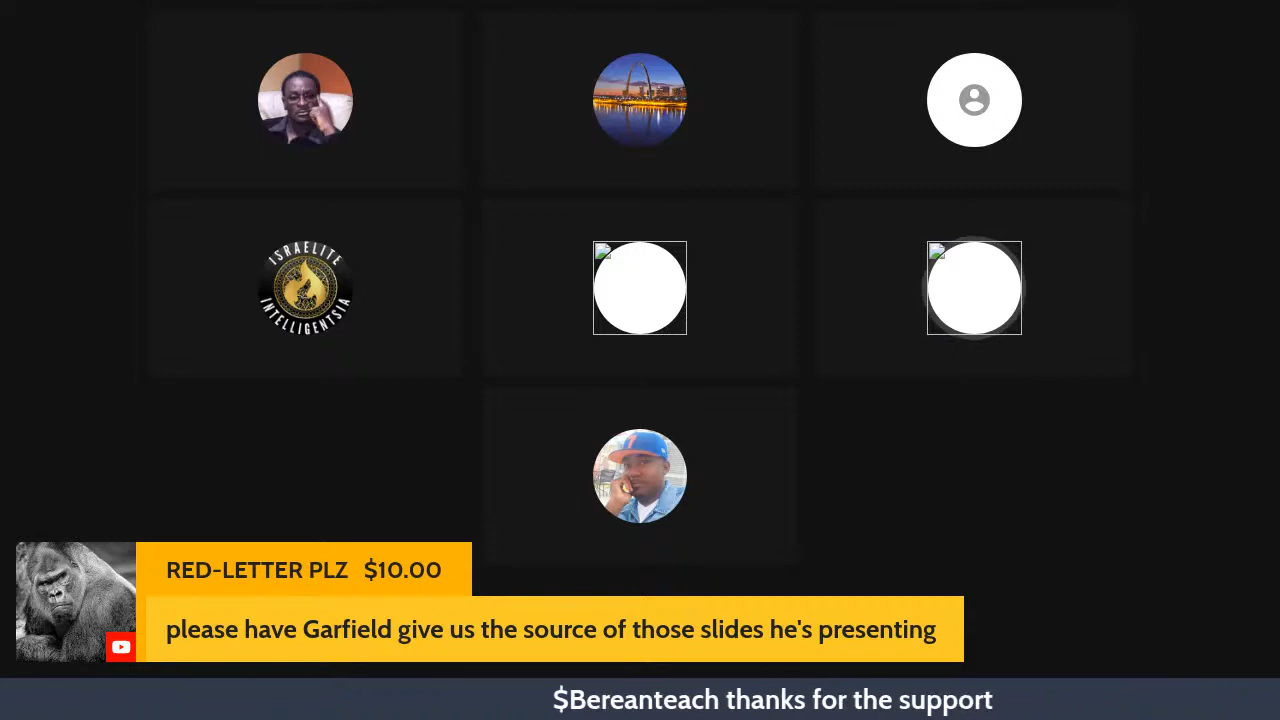 ISRAELITE
INTELLIGENTSIA
RED-LETTER PLZ $10.00
please have Garfield give us the source of those slides he's presenting
$Bereanteach thanks for the support